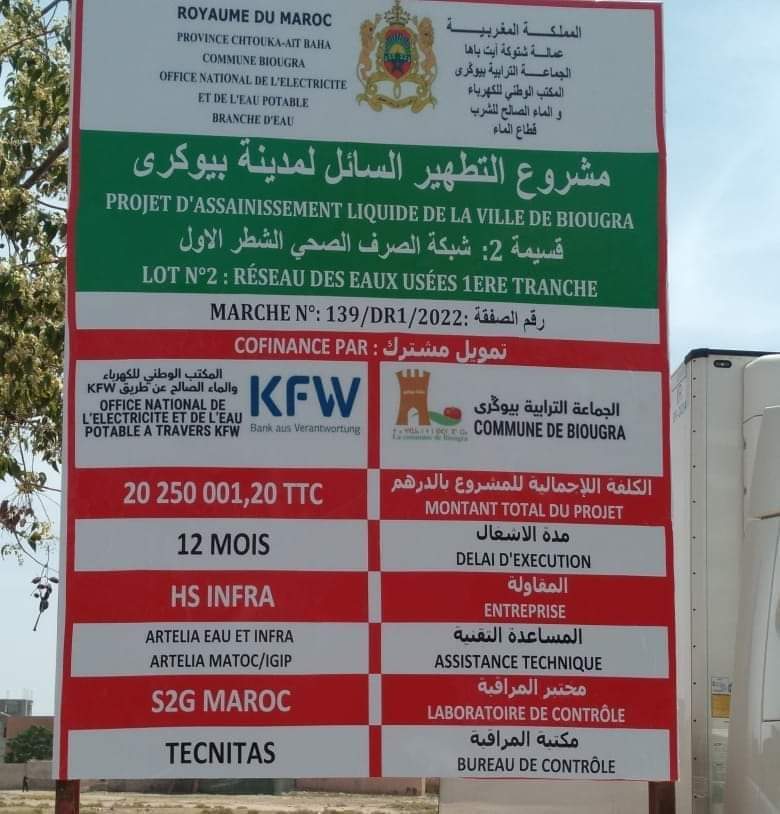 ROYAUME DU MAROC
PROVINCE CHTOUKA-AIT BAHA
COMMUNE BIOUGRA
OFFICE NATIONAL DE L'ELECTRICITE
ET DE L'EAU POTABLE
BRANCHE D'EAU
المملكة المغربية
عمالة شتوكة أيت باها
الجماعة الترابية بيوكرى
المكتب الوطني للكهرباء
و الماء الصالح للشرب
قطاع الماء
مشروع التطهير السائل لمدينة بيوكرى
PROJET D'ASSAINISSEMENT LIQUIDE DE LA VILLE DE BIOUGRA
قسيمة 2: شبكة الصرف الصحي الشطر الاول
LOT N°2 : RÉSEAU DES EAUX USÉES 1ERE TRANCHE
MARCHE N°: 139/DR1/2022: رقم الصفقة
COFINANCE PAR : تمويل مشترك
المكتب الوطني للكهرباء
والماء الصالح عن طريق KFW
OFFICE NATIONAL DE
L'ELECTRICITE ET DE L'EAU
POTABLE A TRAVERS KFW
KFW
Bank aus Verantwortung
La commune de Biougra
الجماعة الترابية بيوڭرى
COMMUNE DE BIOUGRA
20 250 001,20 TTC
الكلفة اللإجمالية للمشروع بالدرهم
MONTANT TOTAL DU PROJET
12 MOIS
مدة الاشغال
DELAI D'EXECUTION
HS INFRA
المقاولة
ENTREPRISE
ARTELIA EAU ET INFRA
ARTELIA MATOC/IGIP
المساعدة التقنية
ASSISTANCE TECHNIQUE
S2G MAROC
مختبر المراقبة
LABORATOIRE DE CONTRÔLE
TECNITAS
مكتبة المراقبة
BUREAU DE CONTRÔLE